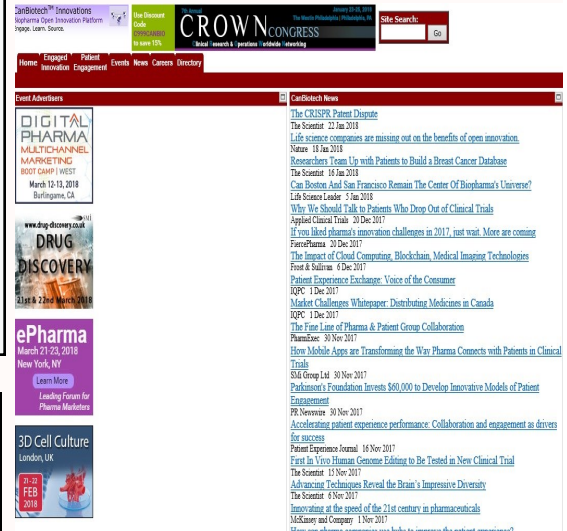 CanBiotech™ Innovations
Biopharma Open Innovation Platform
Engage. Learn. Source.
Use Discount
Code
C999CANBIO
to save 15%
7th Annual
January 23-25, 2018
The Westin Philadelphia | Philadelphia, PA
CROWN CONGRESS
Clinical Research & Operations Worldwide Networking
Site Search:
Go
Home Engaged Innovation Patient Engagement Events News Careers Directory
Event Advertisers
DIGITAL
PHARMA
MULTICHANNEL
MARKETING
BOOT CAMP | WEST
March 12-13, 2018
Burlingame, CA
SMi
www.drug-discovery.co.uk
DRUG
DISCOVERY
21st & 22nd March 2018
ePharma
March 21-23, 2018
New York, NY
Learn More
Leading Forum for
Pharma Marketers
3D Cell Culture
London, UK
21 - 22
FEB
2018
CanBiotech News
The CRISPR Patent Dispute
The Scientist 22 Jan 2018
Life science companies are missing out on the benefits of open innovation.
Nature 18 Jan 2018
Researchers Team Up with Patients to Build a Breast Cancer Database
The Scientist 16 Jan 2018
Can Boston And San Francisco Remain The Center Of Biopharma's Universe?
Life Science Leader 5 Jan 2018
Why We Should Talk to Patients Who Drop Out of Clinical Trials
Applied Clinical Trials 20 Dec 2017
If you liked pharma's innovation challenges in 2017, just wait. More are coming
FiercePharma 20 Dec 2017
The Impact of Cloud Computing, Blockchain, Medical Imaging Technologies
Frost & Sullivan 6 Dec 2017
Patient Experience Exchange: Voice of the Consumer
IQPC 1 Dec 2017
Market Challenges Whitepaper: Distributing Medicines in Canada
IQPC 1 Dec 2017
The Fine Line of Pharma & Patient Group Collaboration
PharmExec 30 Nov 2017
How Mobile Apps are Transforming the Way Pharma Connects with Patients in Clinical
Trials
SMi Group Ltd 30 Nov 2017
Parkinson's Foundation Invests $60,000 to Develop Innovative Models of Patient
Engagement
PR Newswire 30 Nov 2017
Accelerating patient experience performance: Collaboration and engagement as drivers
for success
Patient Experience Journal 16 Nov 2017
First In Vivo Human Genome Editing to Be Tested in New Clinical Trial
The Scientist 15 Nov 2017
Advancing Techniques Reveal the Brain's Impressive Diversity
The Scientist 6 Nov 2017
Innovating at the speed of the 21st century in pharmaceuticals
McKinsey and Company 1 Nov 2017
How can pharma companies use hubs to improve the patient experience?